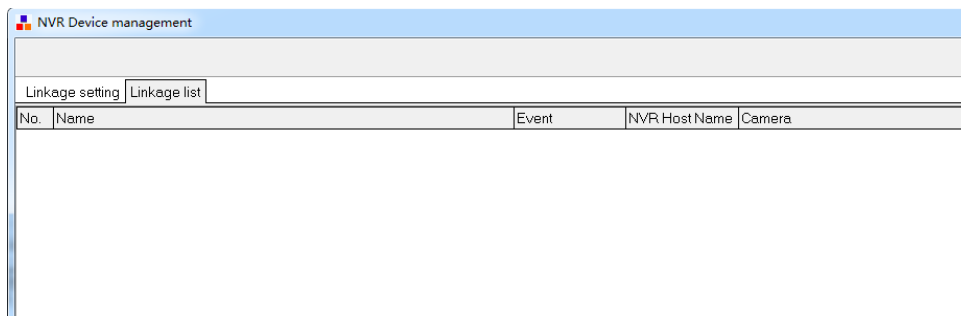 NVR Device management
Linkage setting Linkage list
No. Name Event NVR Host Name Camera